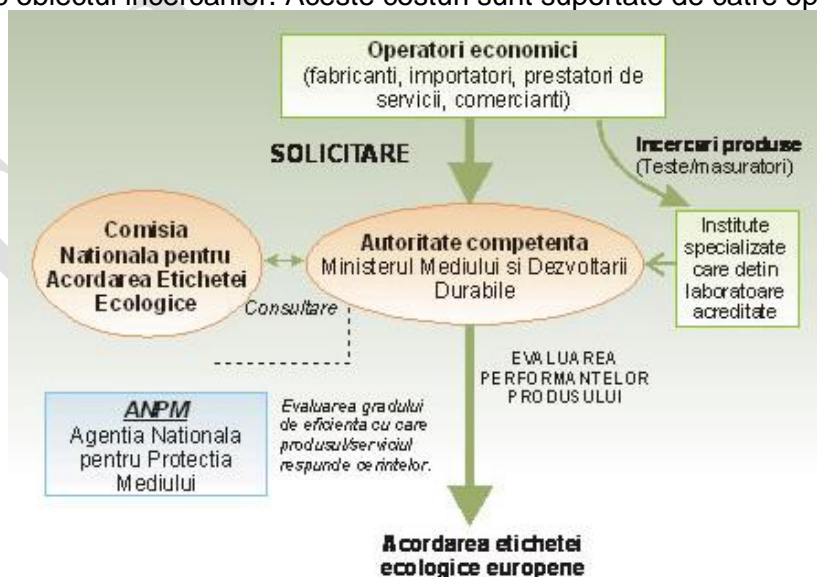 obiectul incercarilor. Aceste costuri sunt suportate de catre op
Operatori economici
(fabricanti, importatori, prestatori de
servicii, comercianti)
SOLICITARE
Incercari produse
(Teste/masuratori)
Comisia
Nationala pentru
Acordarea Etichetei
Ecologice
Consultare
Autoritate competenta
Ministerul Mediului si Dezvoltarii
Durabile
Institute
specializate
care detin
laboratoare
acreditate
EVALUAREA
PERFORMANTELOR
PRODUSULUI
ANPM
Agentia Nationala
pentru Protectia
Mediului
Evaluarea gradului
de eficienta cu care
produsul/serviciul
respunde cerintelor.
Acordarea etichetei
ecologice europene